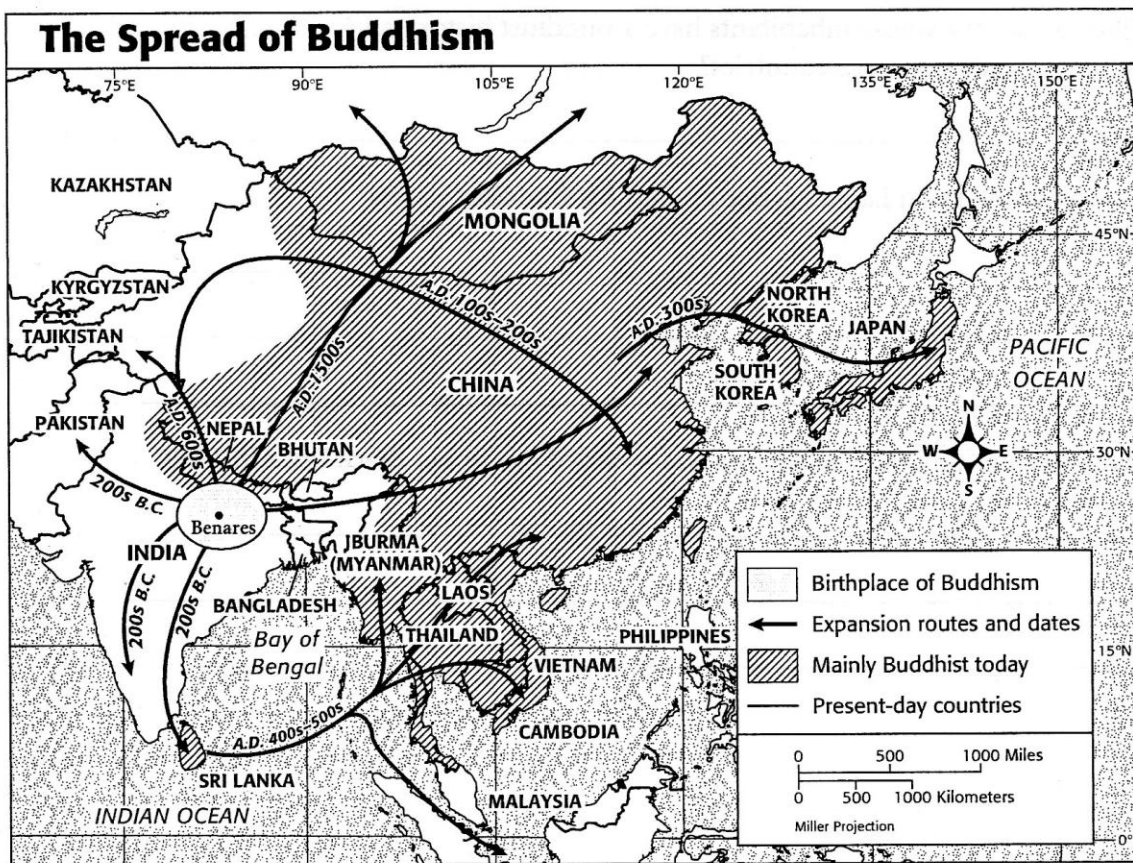 The Spread of Buddhism
75°E
90°E
105°E
120°E
135°E
150°E
KAZAKHSTAN
MONGOLIA
45°N
KYRGYZSTAN
TAJIKISTAN
A.D. 100s–200s
A.D. 300s
NORTH
KOREA
JAPAN
PACIFIC
OCEAN
A.D. 1500s
CHINA
SOUTH
KOREA
PAKISTAN
A.D. 600s
NEPAL
BHUTAN
N
W
E
S
30°N
200s B.C.
Benares
INDIA
JBURMA
(MYANMAR)
LAOS
200s B.C.
200s B.C.
BANGLADESH
Bay of
Bengal
THAILAND
PHILIPPINES
VIETNAM
15°N
CAMBODIA
A.D. 400s–500s
SRI LANKA
MALAYSIA
INDIAN OCEAN
0°
Birthplace of Buddhism
Expansion routes and dates
Mainly Buddhist today
Present-day countries
0 500 1000 Miles
0 500 1000 Kilometers
Miller Projection